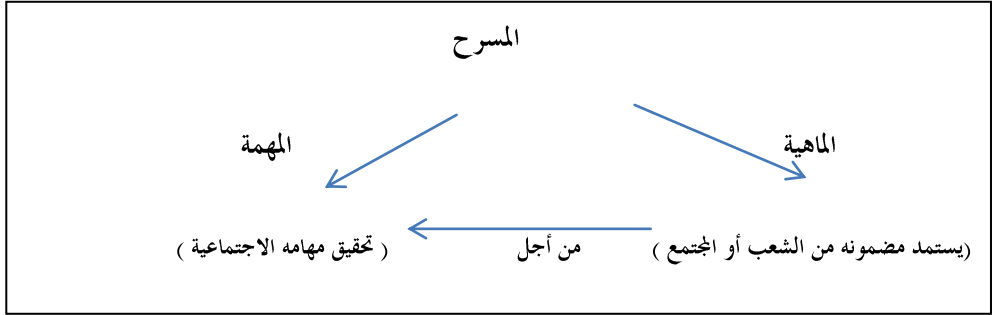 المسرح
الماهية
المهمة
(يستمد مضمونه من الشعب أو المجتمع )
من أجل
( تحقيق مهامه الاجتماعية )